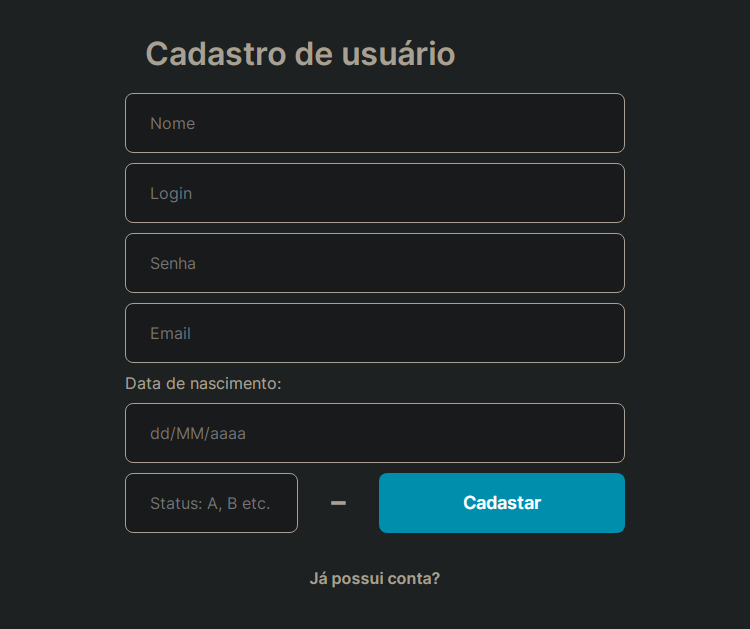 Cadastro de usuário
Nome
Login
Senha
Email
Data de nascimento:
dd/MM/aaaa
Status: A, B etc. – Cadastar
Já possui conta?